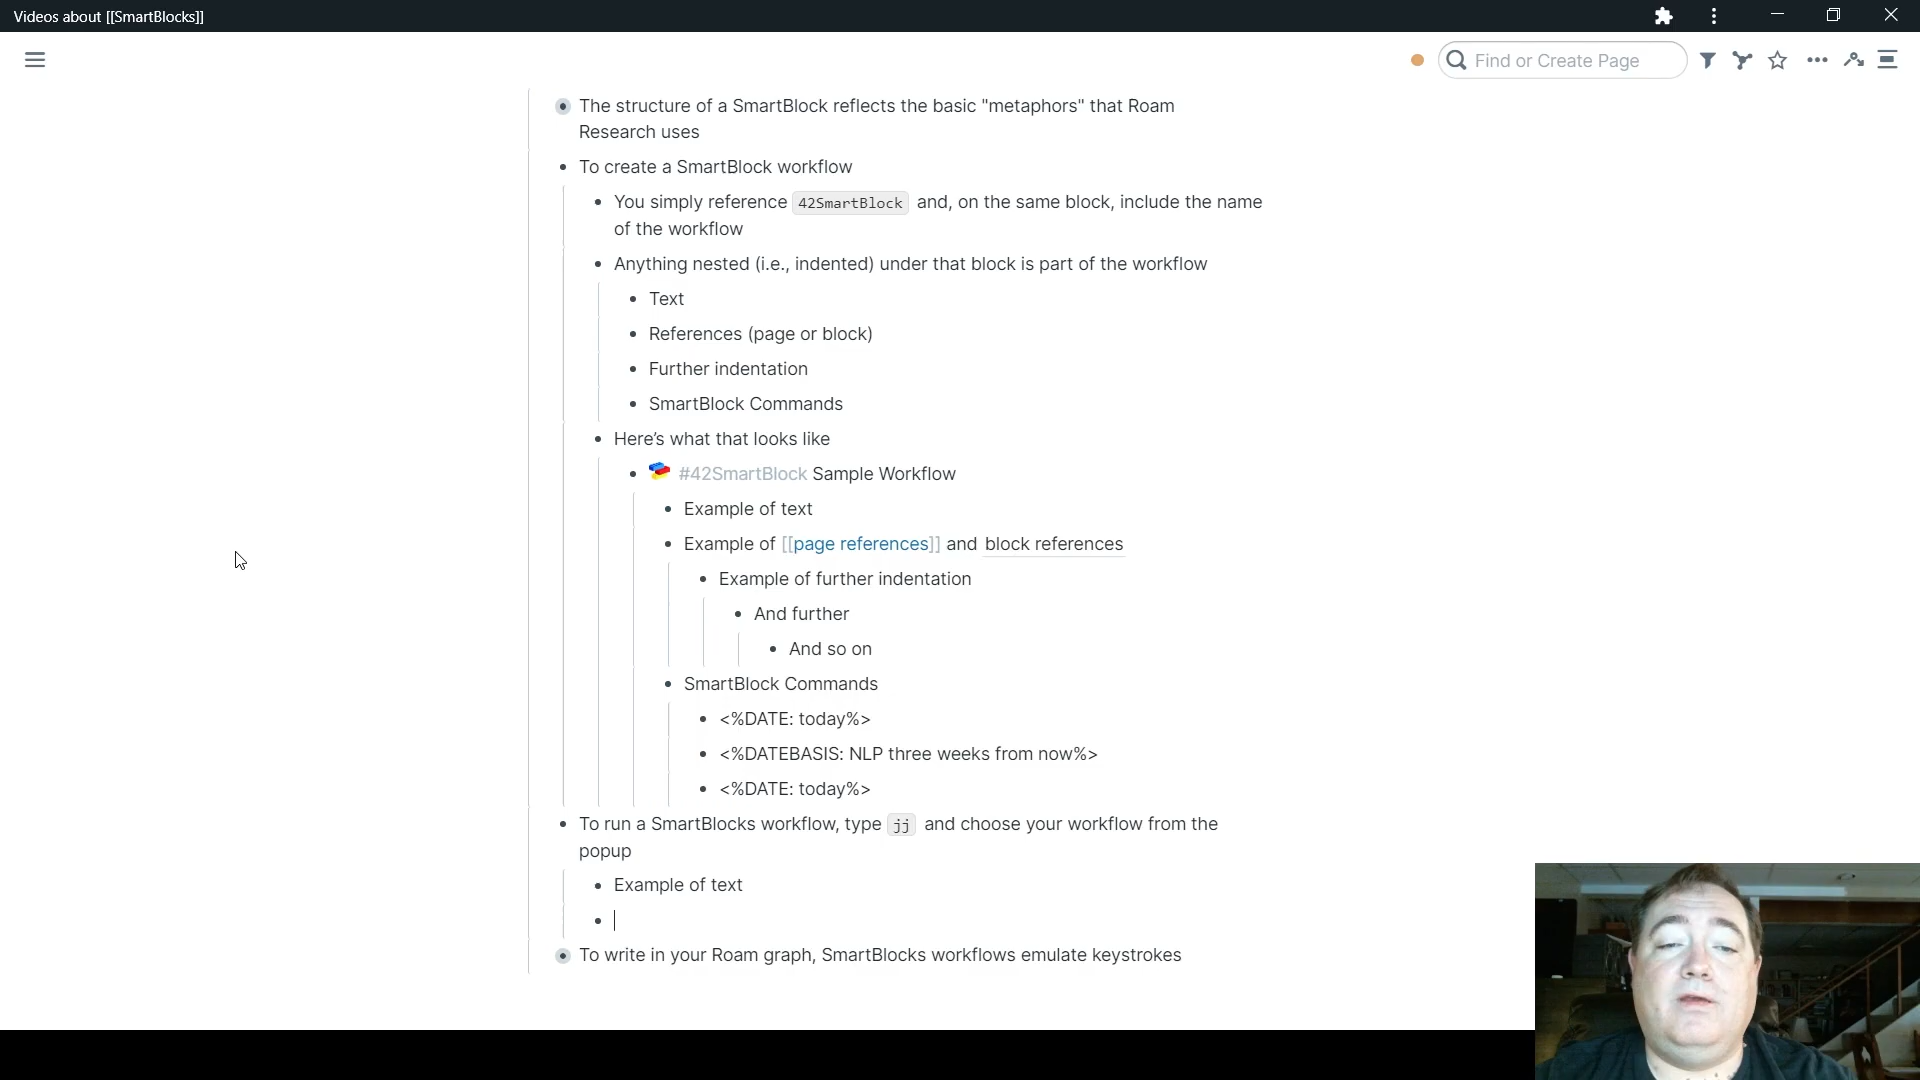 Videos about [[SmartBlocks]]
Find or Create Page
The structure of a SmartBlock reflects the basic "metaphors" that Roam
Research uses
To create a SmartBlock workflow
You simply reference 42SmartBlock and, on the same block, include the name
of the workflow
Anything nested (i.e., indented) under that block is part of the workflow
Text
References (page or block)
Further indentation
SmartBlock Commands
Here's what that looks like
#42SmartBlock Sample Workflow
Example of text
Example of [[page references]] and block references
Example of further indentation
And further
And so on
SmartBlock Commands
<%DATE: today%>
<%DATEBASIS: NLP three weeks from now%>
<%DATE: today%>
To run a SmartBlocks workflow, type jj and choose your workflow from the
popup
Example of text
To write in your Roam graph, SmartBlocks workflows emulate keystrokes